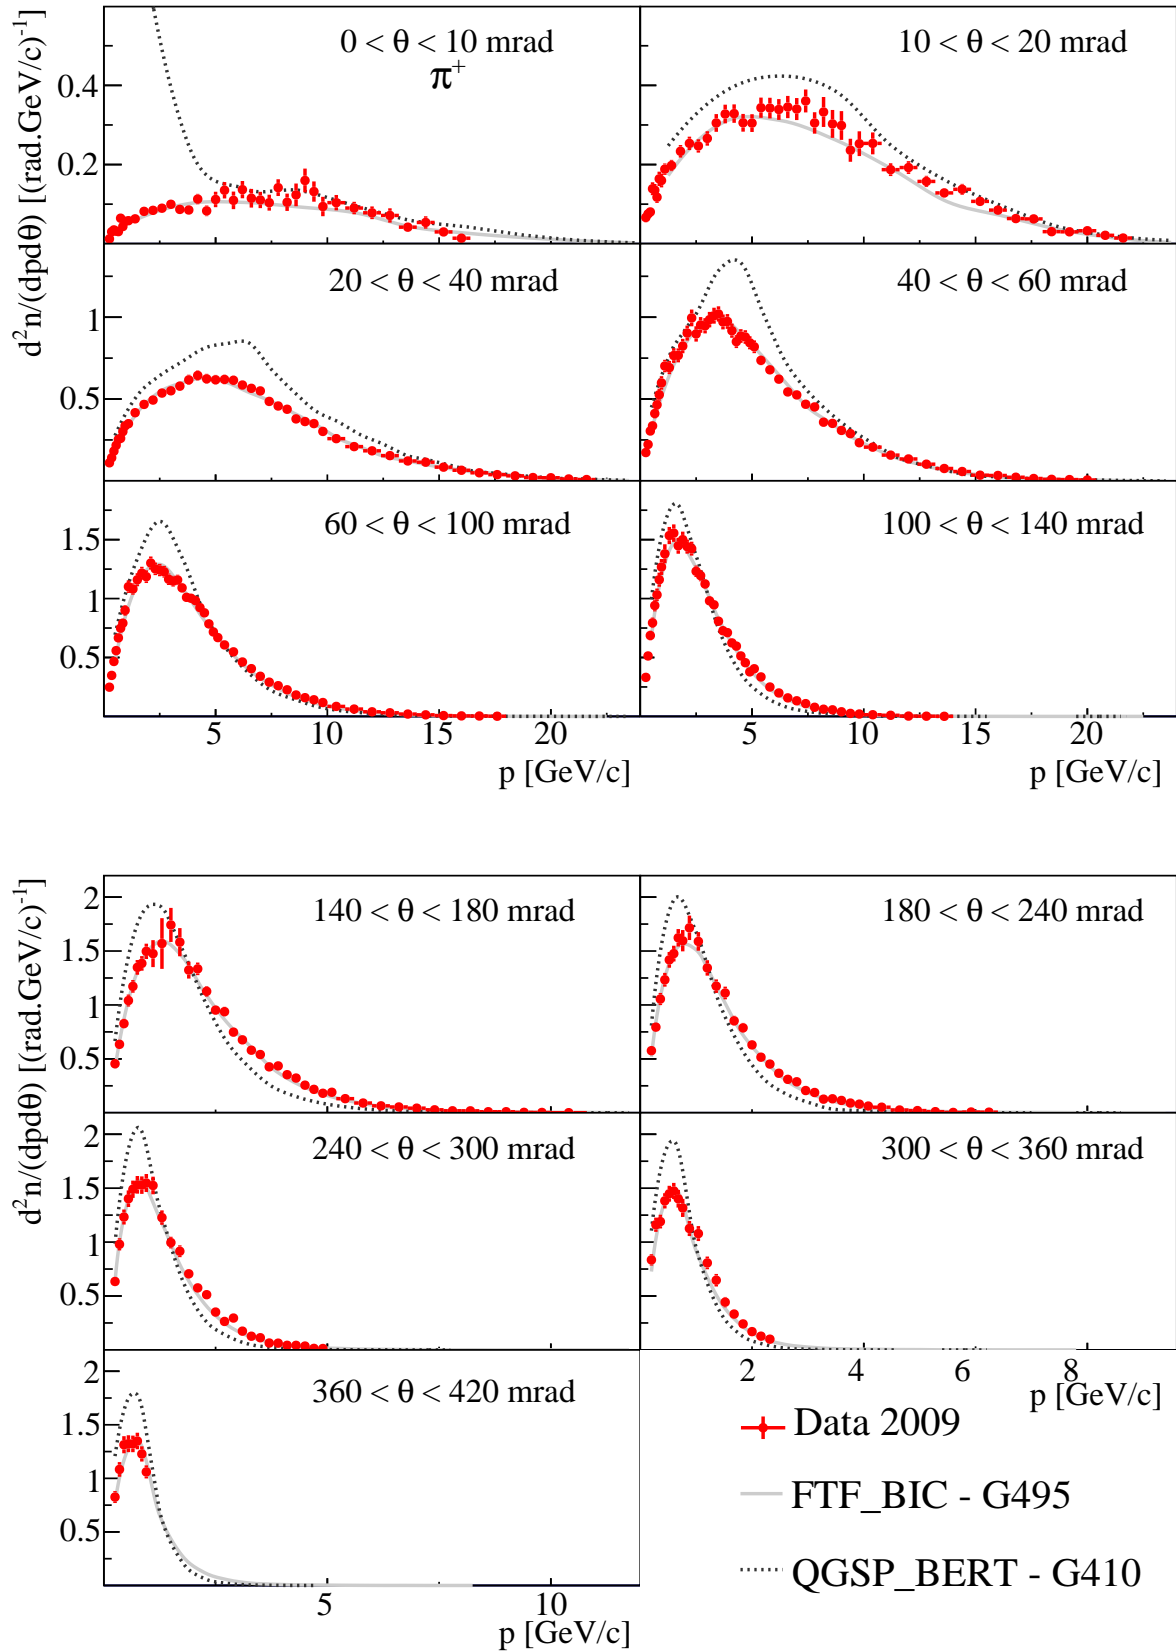 d²n/(dpdθ) [(rad.GeV/c)⁻¹]
0 < θ < 10 mrad
π⁺
10 < θ < 20 mrad
0.4
0.2
20 < θ < 40 mrad
40 < θ < 60 mrad
1
0.5
60 < θ < 100 mrad
100 < θ < 140 mrad
1.5
1
0.5
5 10 15 20
5 10 15 20
p [GeV/c]
p [GeV/c]
d²n/(dpdθ) [(rad.GeV/c)⁻¹]
140 < θ < 180 mrad
180 < θ < 240 mrad
2
1.5
1
0.5
240 < θ < 300 mrad
300 < θ < 360 mrad
2
1.5
1
0.5
2 4 6 8
p [GeV/c]
360 < θ < 420 mrad
2
1.5
1
0.5
5 10
p [GeV/c]
Data 2009
FTF_BIC - G495
QGSP_BERT - G410